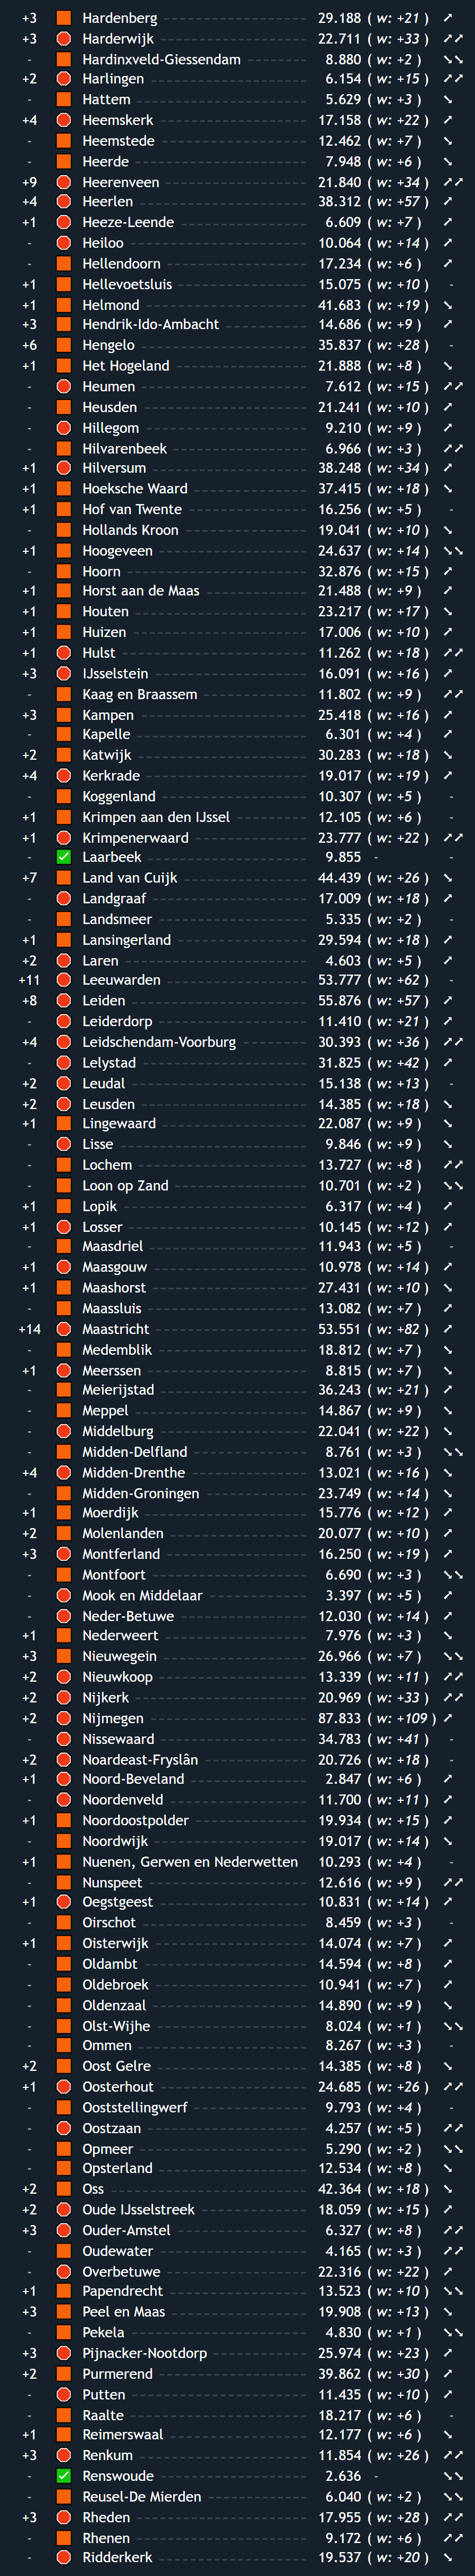 +3 Hardenberg 29.188 ( w: +21 ) ↗
+3 Harderwijk 22.711 ( w: +33 ) ↗↗
- Hardinxveld-Giessendam 8.880 ( w: +2 ) ↘↘
+2 Harlingen 6.154 ( w: +15 ) ↗↗
- Hattem 5.629 ( w: +3 ) ↘
+4 Heemskerk 17.158 ( w: +22 ) ↗
- Heemstede 12.462 ( w: +7 ) ↘
- Heerde 7.948 ( w: +6 ) ↘
+9 Heerenveen 21.840 ( w: +34 ) ↗↗
+4 Heerlen 38.312 ( w: +57 ) ↗
+1 Heeze-Leende 6.609 ( w: +7 ) ↗
- Heiloo 10.064 ( w: +14 ) ↗
- Hellendoorn 17.234 ( w: +6 ) ↗
+1 Hellevoetsluis 15.075 ( w: +10 ) -
+1 Helmond 41.683 ( w: +19 ) ↘
+3 Hendrik-Ido-Ambacht 14.686 ( w: +9 ) ↗
+6 Hengelo 35.837 ( w: +28 ) -
+1 Het Hogeland 21.888 ( w: +8 ) ↘
- Heumen 7.612 ( w: +15 ) ↗↗
- Heusden 21.241 ( w: +10 ) ↗
- Hillegom 9.210 ( w: +9 ) ↗
- Hilvarenbeek 6.966 ( w: +3 ) ↗↗
+1 Hilversum 38.248 ( w: +34 ) ↗
+1 Hoeksche Waard 37.415 ( w: +18 ) ↘
+1 Hof van Twente 16.256 ( w: +5 ) -
- Hollands Kroon 19.041 ( w: +10 ) ↘
+1 Hoogeveen 24.637 ( w: +14 ) ↘↘
- Hoorn 32.876 ( w: +15 ) ↗
+1 Horst aan de Maas 21.488 ( w: +9 ) ↗
+1 Houten 23.217 ( w: +17 ) ↘
+1 Huizen 17.006 ( w: +10 ) ↗
+1 Hulst 11.262 ( w: +18 ) ↗↗
+3 IJsselstein 16.091 ( w: +16 ) ↗
- Kaag en Braassem 11.802 ( w: +9 ) ↗↗
+3 Kampen 25.418 ( w: +16 ) ↗
- Kapelle 6.301 ( w: +4 ) ↗
+2 Katwijk 30.283 ( w: +18 ) ↘
+4 Kerkrade 19.017 ( w: +19 ) ↗
- Koggenland 10.307 ( w: +5 ) -
+1 Krimpen aan den IJssel 12.105 ( w: +6 ) -
+1 Krimpenerwaard 23.777 ( w: +22 ) ↗↗
- Laarbeek 9.855 - -
+7 Land van Cuijk 44.439 ( w: +26 ) ↘
- Landgraaf 17.009 ( w: +18 ) ↗
- Landsmeer 5.335 ( w: +2 ) -
+1 Lansingerland 29.594 ( w: +18 ) ↗
+2 Laren 4.603 ( w: +5 ) ↗
+11 Leeuwarden 53.777 ( w: +62 ) -
+8 Leiden 55.876 ( w: +57 ) ↗
- Leiderdorp 11.410 ( w: +21 ) ↗
+4 Leidschendam-Voorburg 30.393 ( w: +36 ) ↗↗
- Lelystad 31.825 ( w: +42 ) ↗
+2 Leudal 15.138 ( w: +13 ) -
+2 Leusden 14.385 ( w: +18 ) ↘
+1 Lingewaard 22.087 ( w: +9 ) ↘
- Lisse 9.846 ( w: +9 ) ↘
- Lochem 13.727 ( w: +8 ) ↗↗
- Loon op Zand 10.701 ( w: +2 ) ↘↘
+1 Lopik 6.317 ( w: +4 ) ↗
+1 Losser 10.145 ( w: +12 ) ↗
- Maasdriel 11.943 ( w: +5 ) -
+1 Maasgouw 10.978 ( w: +14 ) ↗
+1 Maashorst 27.431 ( w: +10 ) ↘
- Maassluis 13.082 ( w: +7 ) ↗
+14 Maastricht 53.551 ( w: +82 ) ↗
- Medemblik 18.812 ( w: +7 ) ↘
+1 Meerssen 8.815 ( w: +7 ) ↘
- Meierijstad 36.243 ( w: +21 ) ↗
- Meppel 14.867 ( w: +9 ) ↘
- Middelburg 22.041 ( w: +22 ) ↘
- Midden-Delfland 8.761 ( w: +3 ) ↘↘
+4 Midden-Drenthe 13.021 ( w: +16 ) ↘
- Midden-Groningen 23.749 ( w: +14 ) ↘
+1 Moerdijk 15.776 ( w: +12 ) ↗
+2 Molenlanden 20.077 ( w: +10 ) ↗
+3 Montferland 16.250 ( w: +19 ) ↗
- Montfoort 6.690 ( w: +3 ) ↘↘
- Mook en Middelaar 3.397 ( w: +5 ) ↗
- Neder-Betuwe 12.030 ( w: +14 ) ↗
+1 Nederweert 7.976 ( w: +3 ) ↘
+3 Nieuwegein 26.966 ( w: +7 ) ↘↘
+2 Nieuwkoop 13.339 ( w: +11 ) ↗↗
+2 Nijkerk 20.969 ( w: +33 ) ↗↗
+2 Nijmegen 87.833 ( w: +109 ) ↗
- Nissewaard 34.783 ( w: +41 ) -
+2 Noardeast-Fryslân 20.726 ( w: +18 ) -
+1 Noord-Beveland 2.847 ( w: +6 ) ↗
- Noordenveld 11.700 ( w: +11 ) ↗
+1 Noordoostpolder 19.934 ( w: +15 ) ↗
- Noordwijk 19.017 ( w: +14 ) ↘
+1 Nuenen, Gerwen en Nederwetten 10.293 ( w: +4 ) -
- Nunspeet 12.616 ( w: +9 ) ↗↗
+1 Oegstgeest 10.831 ( w: +14 ) ↗
- Oirschot 8.459 ( w: +3 ) -
+1 Oisterwijk 14.074 ( w: +7 ) ↗
- Oldambt 14.594 ( w: +8 ) ↗
- Oldebroek 10.941 ( w: +7 ) ↗
- Oldenzaal 14.890 ( w: +9 ) ↘
- Olst-Wijhe 8.024 ( w: +1 ) ↘↘
- Ommen 8.267 ( w: +3 ) -
+2 Oost Gelre 14.385 ( w: +8 ) ↘
+1 Oosterhout 24.685 ( w: +26 ) ↗↗
- Ooststellingwerf 9.793 ( w: +4 ) -
- Oostzaan 4.257 ( w: +5 ) ↗↗
- Opmeer 5.290 ( w: +2 ) ↘↘
- Opsterland 12.534 ( w: +8 ) ↘
+2 Oss 42.364 ( w: +18 ) ↘
+2 Oude IJsselstreek 18.059 ( w: +15 ) ↗
+3 Ouder-Amstel 6.327 ( w: +8 ) ↗↗
- Oudewater 4.165 ( w: +3 ) ↗↗
- Overbetuwe 22.316 ( w: +22 ) ↗
+1 Papendrecht 13.523 ( w: +10 ) ↘↘
+3 Peel en Maas 19.908 ( w: +13 ) ↘
- Pekela 4.830 ( w: +1 ) ↘↘
+3 Pijnacker-Nootdorp 25.974 ( w: +23 ) ↗
+2 Purmerend 39.862 ( w: +30 ) ↗
- Putten 11.435 ( w: +10 ) ↗
- Raalte 18.217 ( w: +6 ) -
+1 Reimerswaal 12.177 ( w: +6 ) ↘
+3 Renkum 11.854 ( w: +26 ) ↗↗
- Renswoude 2.636 - ↘↘
- Reusel-De Mierden 6.040 ( w: +2 ) ↘↘
+3 Rheden 17.955 ( w: +28 ) ↗↗
- Rhenen 9.172 ( w: +6 ) ↗↗
- Ridderkerk 19.537 ( w: +20 ) ↘